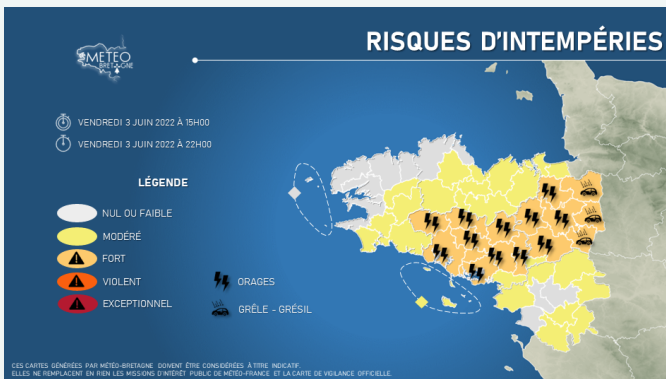 RISQUES D'INTEMPÉRIES
MÉTÉO
BRETAGNE
VENDREDI 3 JUIN 2022 À 15H00
VENDREDI 3 JUIN 2022 À 22H00
LÉGENDE
NUL OU FAIBLE
MODÉRÉ
FORT
VIOLENT
EXCEPTIONNEL
ORAGES
GRÊLE - GRÉSIL
CES CARTES GÉNÉRÉES PAR MÉTÉO-BRETAGNE DOIVENT ÊTRE CONSIDÉRÉES À TITRE INDICATIF.
ELLES NE REMPLACENT EN RIEN LES MISSIONS D'INTÉRÊT PUBLIC DE MÉTÉO-FRANCE ET LA CARTE DE VIGILANCE OFFICIELLE.